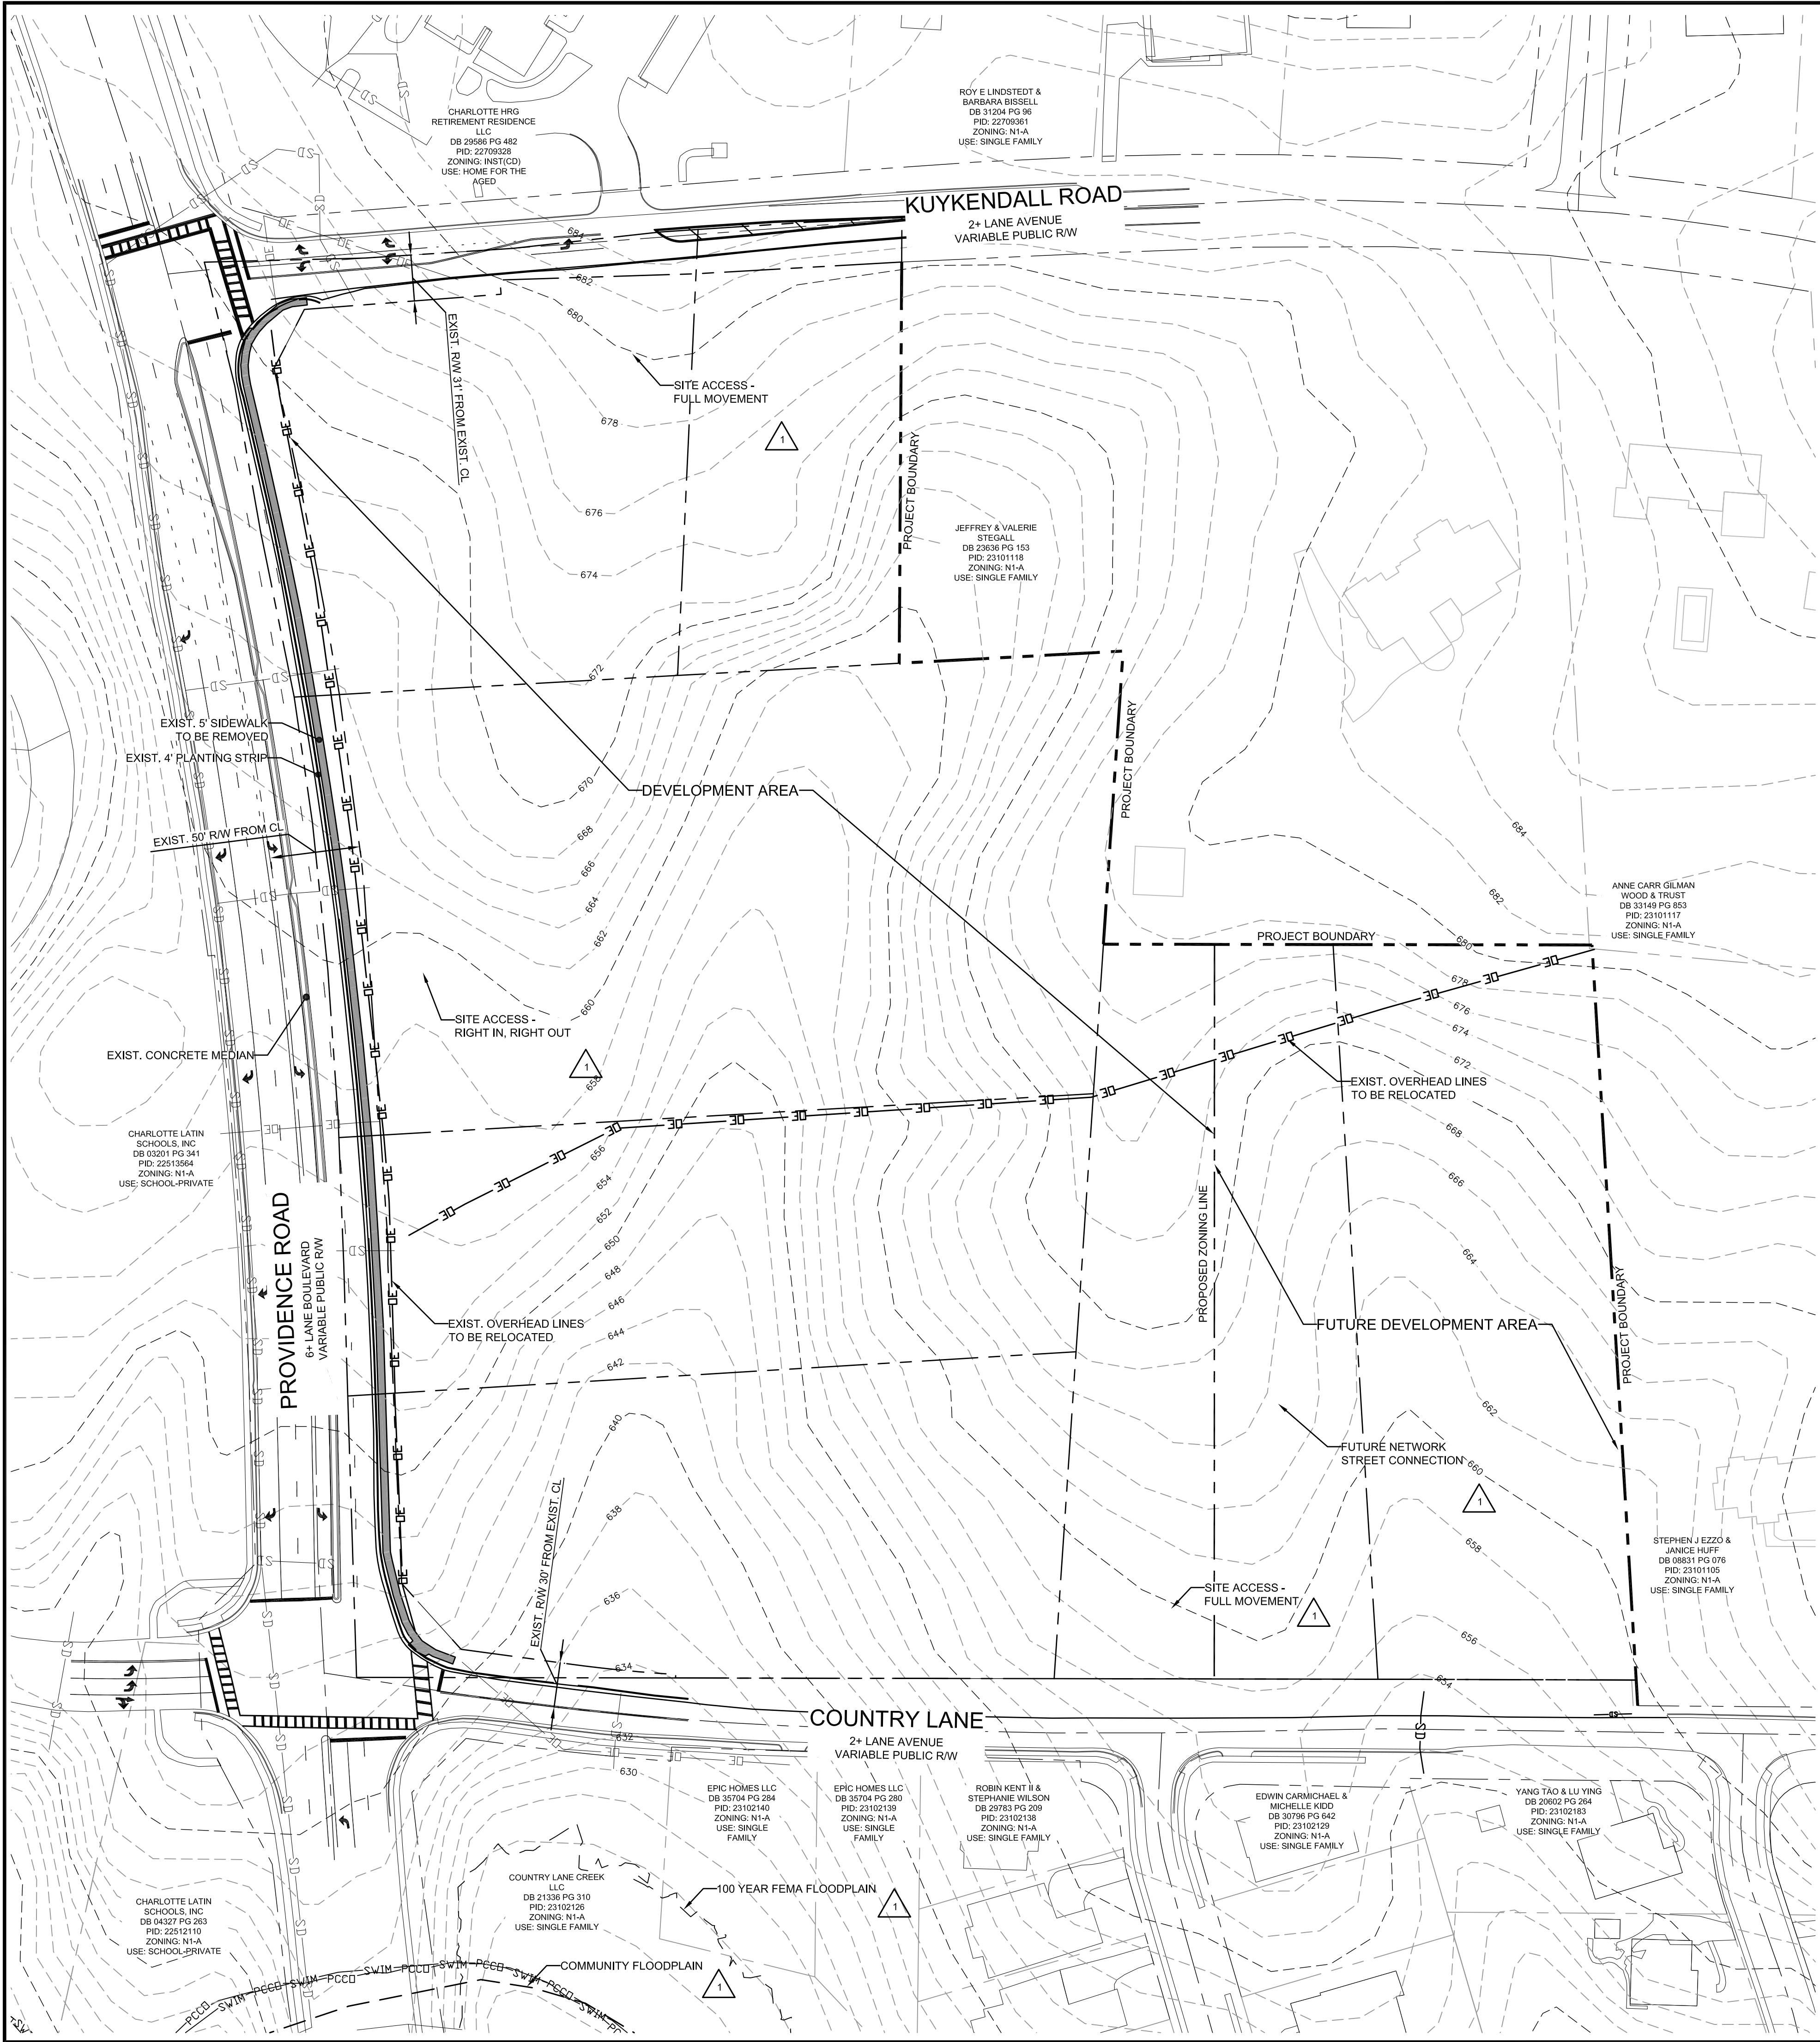 CHARLOTTE HRG
RETIREMENT RESIDENCE
LLC
DB 29586 PG 482
PID: 22709328
ZONING: INST(CD)
USE: HOME FOR THE
AGED
ROY E LINDSTEDT &
BARBARA BISSELL
DB 31204 PG 96
PID: 22709361
ZONING: N1-A
USE: SINGLE FAMILY
KUYKENDALL ROAD
2+ LANE AVENUE
VARIABLE PUBLIC R/W
684
682
680
EXIST. R/W 31' FROM EXIST. CL
SITE ACCESS -
FULL MOVEMENT
678
1
PROJECT BOUNDARY
676
674
JEFFREY & VALERIE
STEGALL
DB 23636 PG 153
PID: 23101118
ZONING: N1-A
USE: SINGLE FAMILY
672
EXIST. 5' SIDEWALK
TO BE REMOVED
EXIST. 4' PLANTING STRIP
670
DEVELOPMENT AREA
PROJECT BOUNDARY
EXIST. 50' R/W FROM CL
668
666
664
662
684
682
ANNE CARR GILMAN
WOOD & TRUST
DB 33149 PG 853
PID: 23101117
ZONING: N1-A
USE: SINGLE FAMILY
PROJECT BOUNDARY
680
678
676
674
672
SITE ACCESS -
RIGHT IN, RIGHT OUT
660
EXIST. CONCRETE MEDIAN
1
658
EXIST. OVERHEAD LINES
TO BE RELOCATED
CHARLOTTE LATIN
SCHOOLS, INC
DB 03201 PG 341
PID: 22513564
ZONING: N1-A
USE: SCHOOL-PRIVATE
656
654
652
650
648
646
644
642
668
666
664
662
PROPOSED ZONING LINE
PROVIDENCE ROAD
6+ LANE BOULEVARD
VARIABLE PUBLIC R/W
EXIST. OVERHEAD LINES
TO BE RELOCATED
FUTURE DEVELOPMENT AREA
PROJECT BOUNDARY
640
638
636
634
EXIST. R/W 30' FROM EXIST. CL
FUTURE NETWORK
STREET CONNECTION
660
1
658
STEPHEN J EZZO &
JANICE HUFF
DB 08831 PG 076
PID: 23101105
ZONING: N1-A
USE: SINGLE FAMILY
SITE ACCESS -
FULL MOVEMENT
1
656
654
COUNTRY LANE
2+ LANE AVENUE
VARIABLE PUBLIC R/W
632
630
EPIC HOMES LLC
DB 35704 PG 284
PID: 23102140
ZONING: N1-A
USE: SINGLE
FAMILY
EPIC HOMES LLC
DB 35704 PG 280
PID: 23102139
ZONING: N1-A
USE: SINGLE
FAMILY
ROBIN KENT II &
STEPHANIE WILSON
DB 29783 PG 209
PID: 23102138
ZONING: N1-A
USE: SINGLE FAMILY
EDWIN CARMICHAEL &
MICHELLE KIDD
DB 30796 PG 642
PID: 23102129
ZONING: N1-A
USE: SINGLE FAMILY
YANG TAO & LU YING
DB 20602 PG 264
PID: 23102183
ZONING: N1-A
USE: SINGLE FAMILY
COUNTRY LANE CREEK
LLC
DB 21336 PG 310
PID: 23102126
ZONING: N1-A
USE: SINGLE FAMILY
100 YEAR FEMA FLOODPLAIN
1
CHARLOTTE LATIN
SCHOOLS, INC
DB 04327 PG 263
PID: 22512110
ZONING: N1-A
USE: SCHOOL-PRIVATE
COMMUNITY FLOODPLAIN
1
PCCO SWIM PCCO SWIM PCCO SWIM PCCO SWIM PCCO SWIM PCCO SWIM